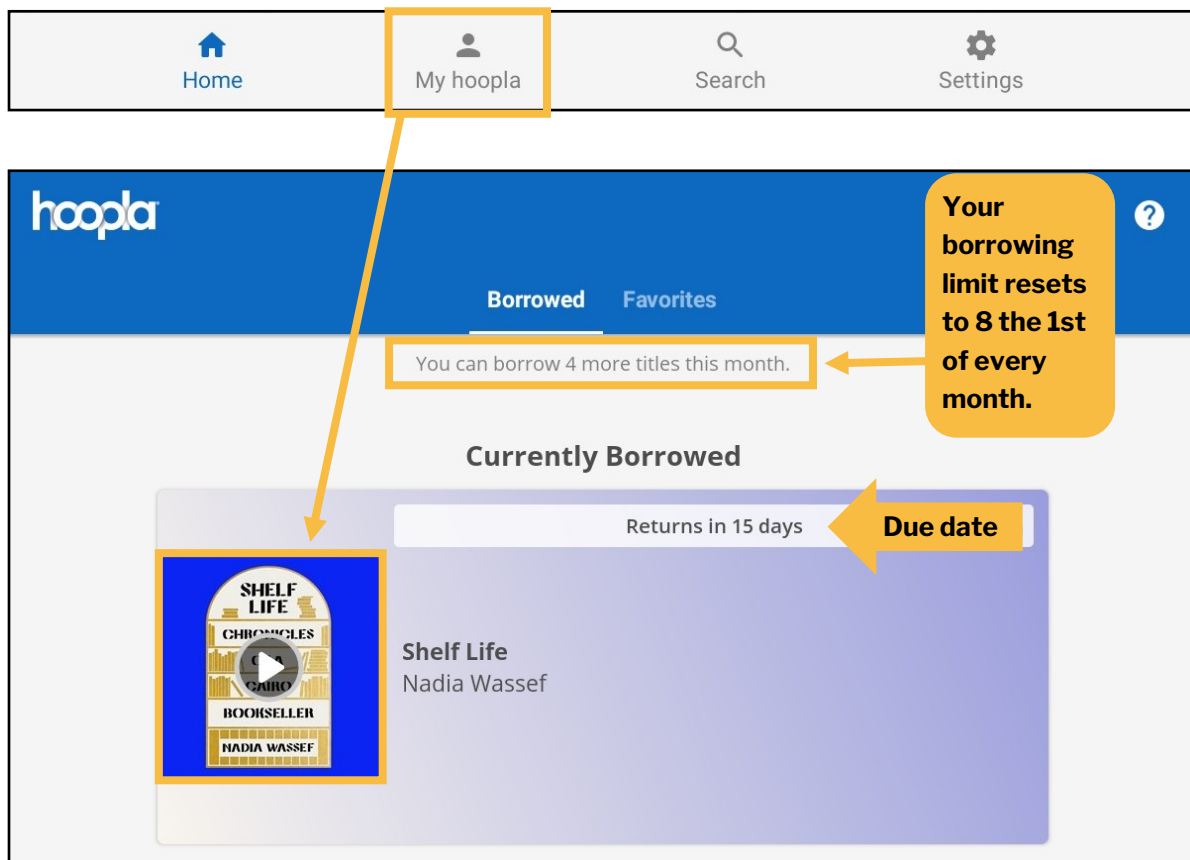 Home
My hoopla
Search
Settings
hoopla
Your
borrowing
limit resets
to 8 the 1st
of every
month.
?
Borrowed
Favorites
You can borrow 4 more titles this month.
Currently Borrowed
Returns in 15 days
Due date
SHELF
LIFE
CHRONICLES
OF A
CAIRO
BOOKSELLER
NADIA WASSEF
Shelf Life
Nadia Wassef